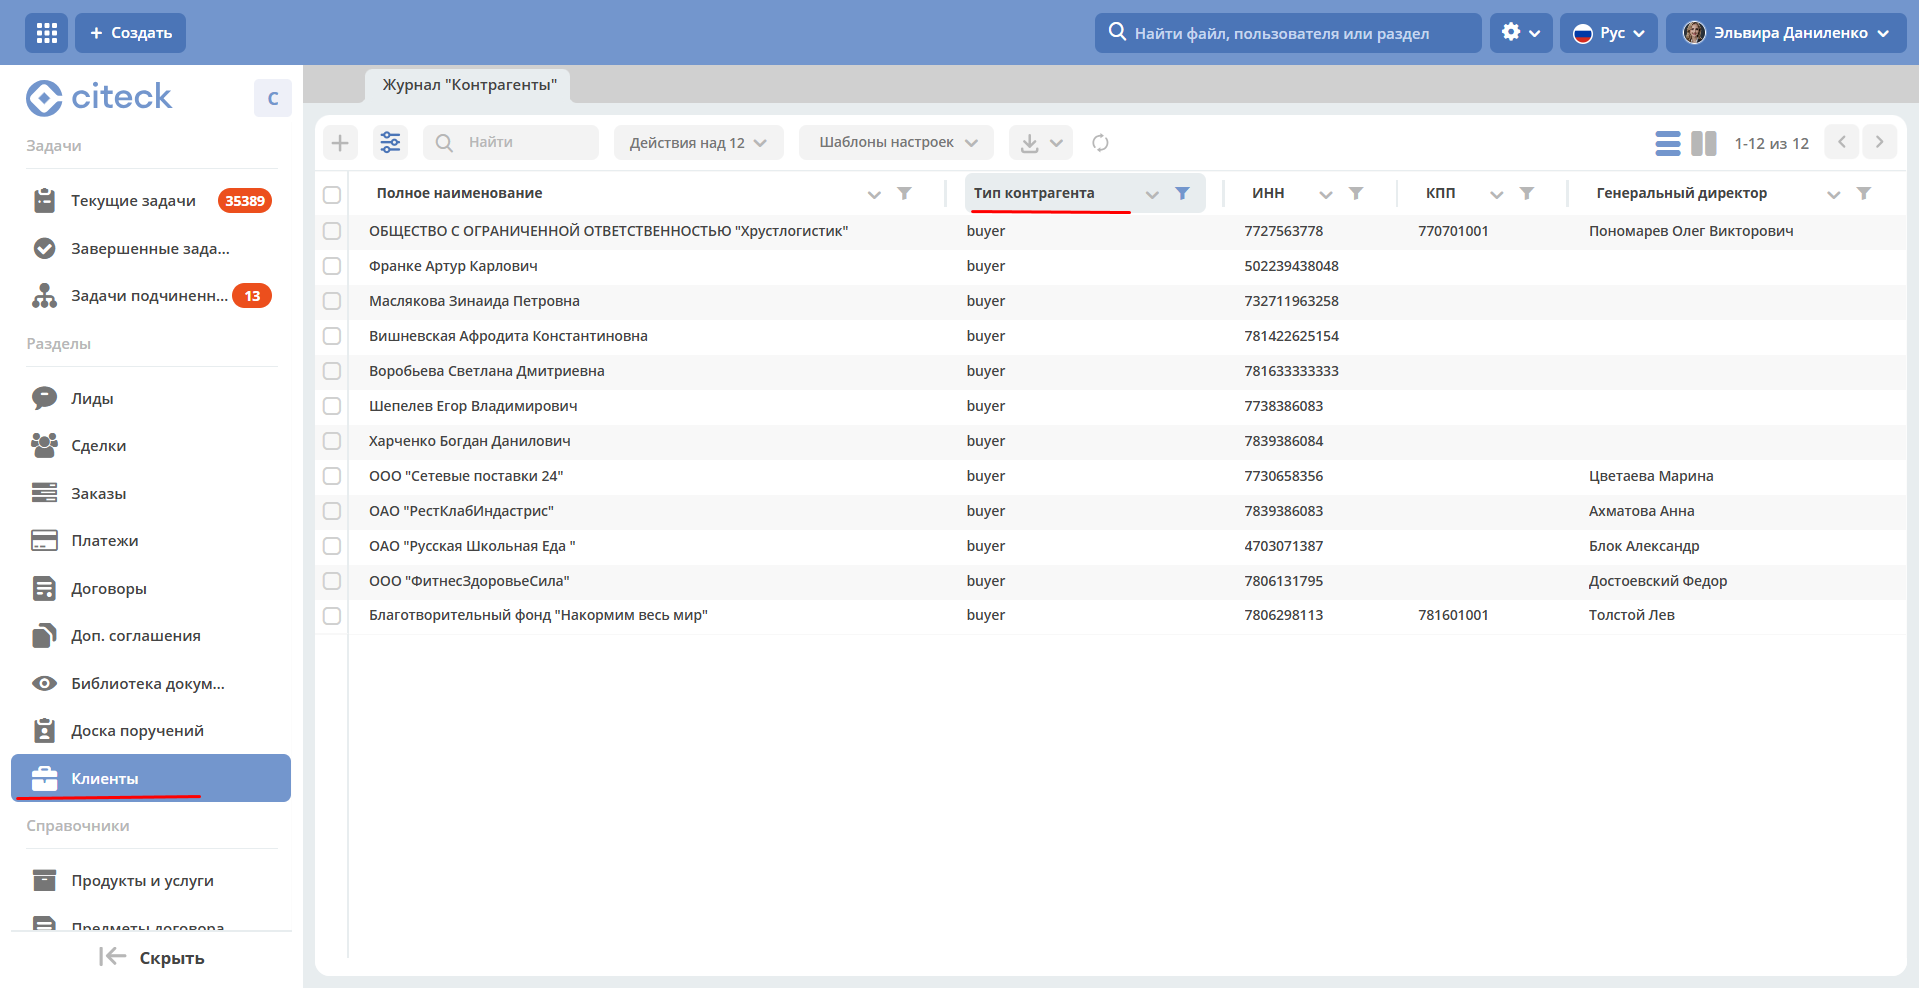 + Создать
Найти файл, пользователя или раздел
Рус
Эльвира Даниленко
citeck
C
Журнал "Контрагенты"
Задачи
Текущие задачи 35389
Завершенные зада...
Задачи подчиненн... 13
Разделы
Лиды
Сделки
Заказы
Платежи
Договоры
Доп. соглашения
Библиотека докум...
Доска поручений
Клиенты
Справочники
Продукты и услуги
Предметы договора
Скрыть
Найти
Действия над 12
Шаблоны настроек
1-12 из 12
Полное наименование Тип контрагента ИНН КПП Генеральный директор
ОБЩЕСТВО С ОГРАНИЧЕННОЙ ОТВЕТСТВЕННОСТЬЮ "Хрустлогистик" buyer 7727563778 770701001 Пономарев Олег Викторович
Франке Артур Карлович buyer 502239438048
Маслякова Зинаида Петровна buyer 732711963258
Вишневская Афродита Константиновна buyer 781422625154
Воробьева Светлана Дмитриевна buyer 781633333333
Шепелев Егор Владимирович buyer 7738386083
Харченко Богдан Данилович buyer 7839386084
ООО "Сетевые поставки 24" buyer 7730658356 Цветаева Марина
ОАО "РестКлабИндастрис" buyer 7839386083 Ахматова Анна
ОАО "Русская Школьная Еда " buyer 4703071387 Блок Александр
ООО "ФитнесЗдоровьеСила" buyer 7806131795 Достоевский Федор
Благотворительный фонд "Накормим весь мир" buyer 7806298113 781601001 Толстой Лев